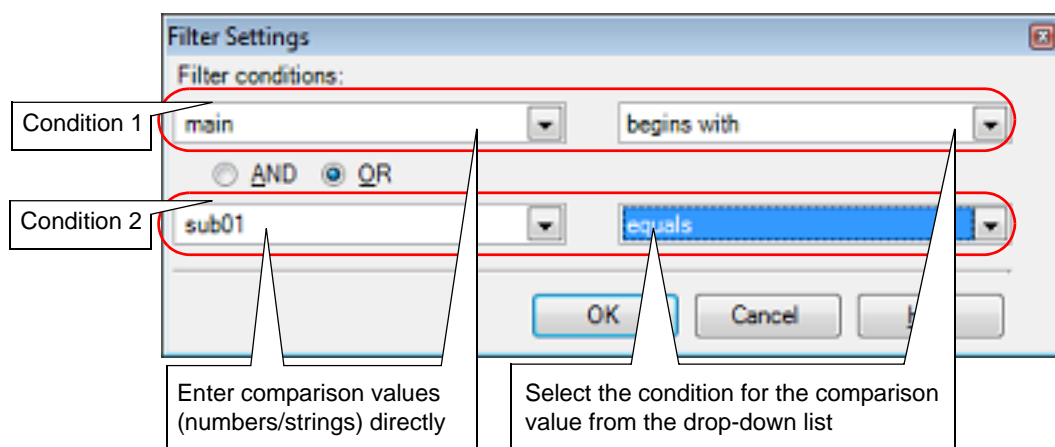 Filter Settings
Filter conditions:
Condition 1
main
begins with
AND OR
Condition 2
sub01
equals
OK Cancel
Enter comparison values
(numbers/strings) directly
Select the condition for the comparison
value from the drop-down list